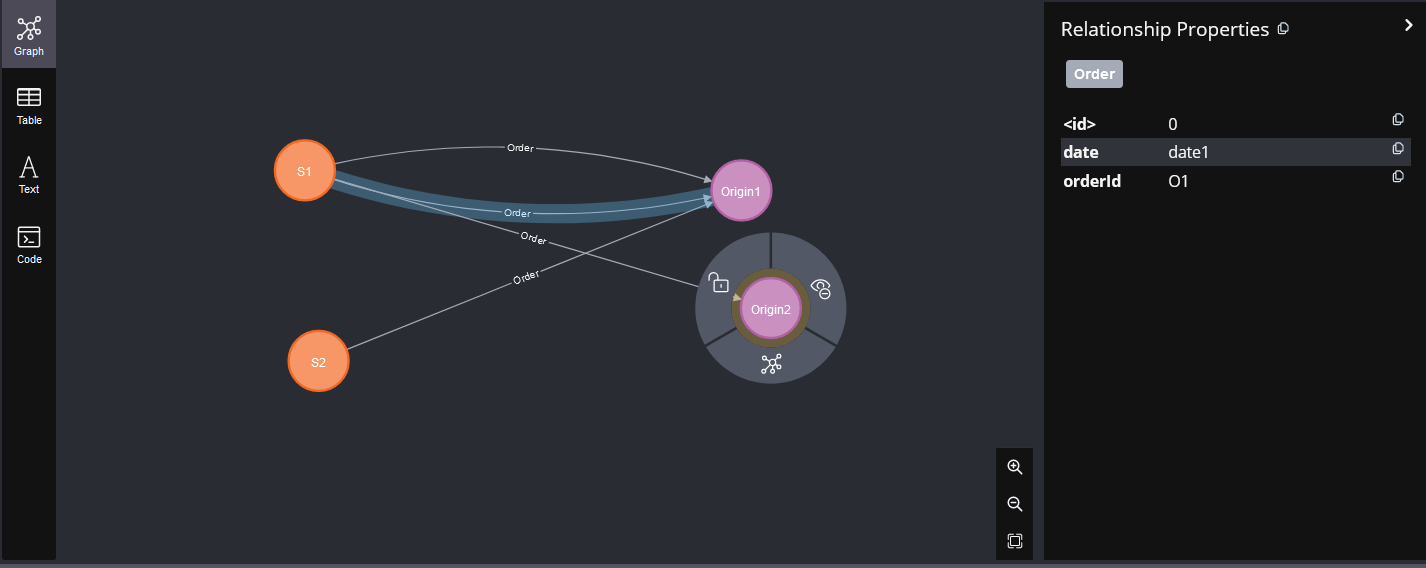 Graph
Table
Text
Code
S1
S2
Order
Order
Order
Order
Origin1
Origin2
Relationship Properties
Order
<id> 0
date date1
orderId O1